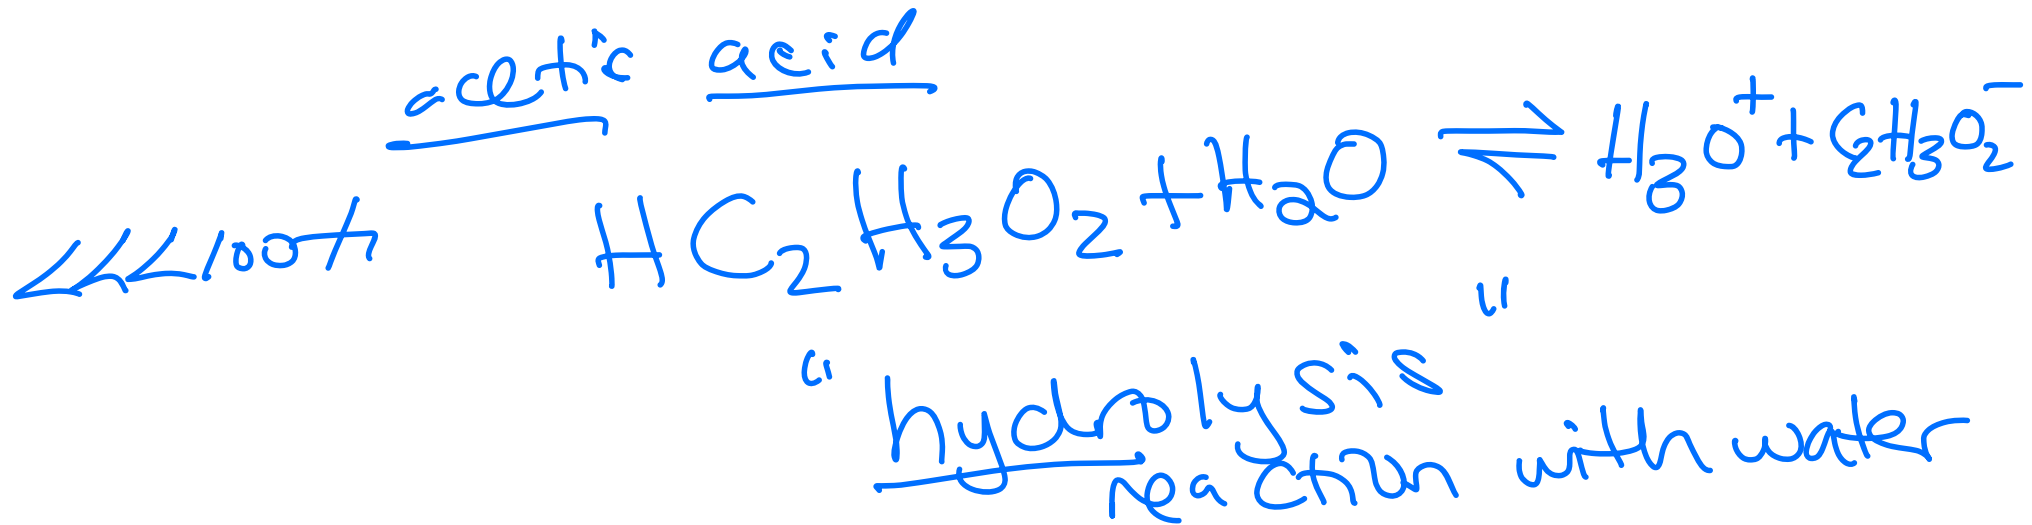 acetic acid
<<<100%   HC₂H₃O₂ + H₂O ⇌ H₃O⁺ + C₂H₃O₂⁻
"hydrolysis"
reaction with water